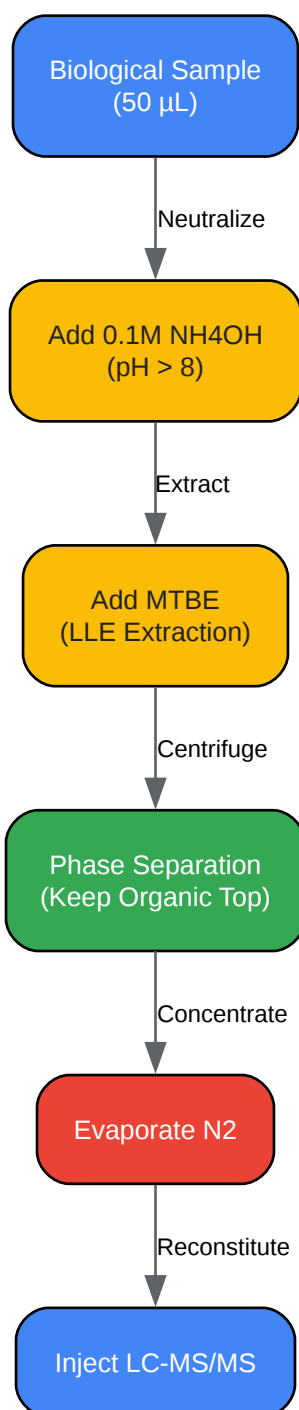 Biological Sample
(50 µL)
Neutralize
Add 0.1M NH4OH
(pH > 8)
Extract
Add MTBE
(LLE Extraction)
Centrifuge
Phase Separation
(Keep Organic Top)
Concentrate
Evaporate N2
Reconstitute
Inject LC-MS/MS